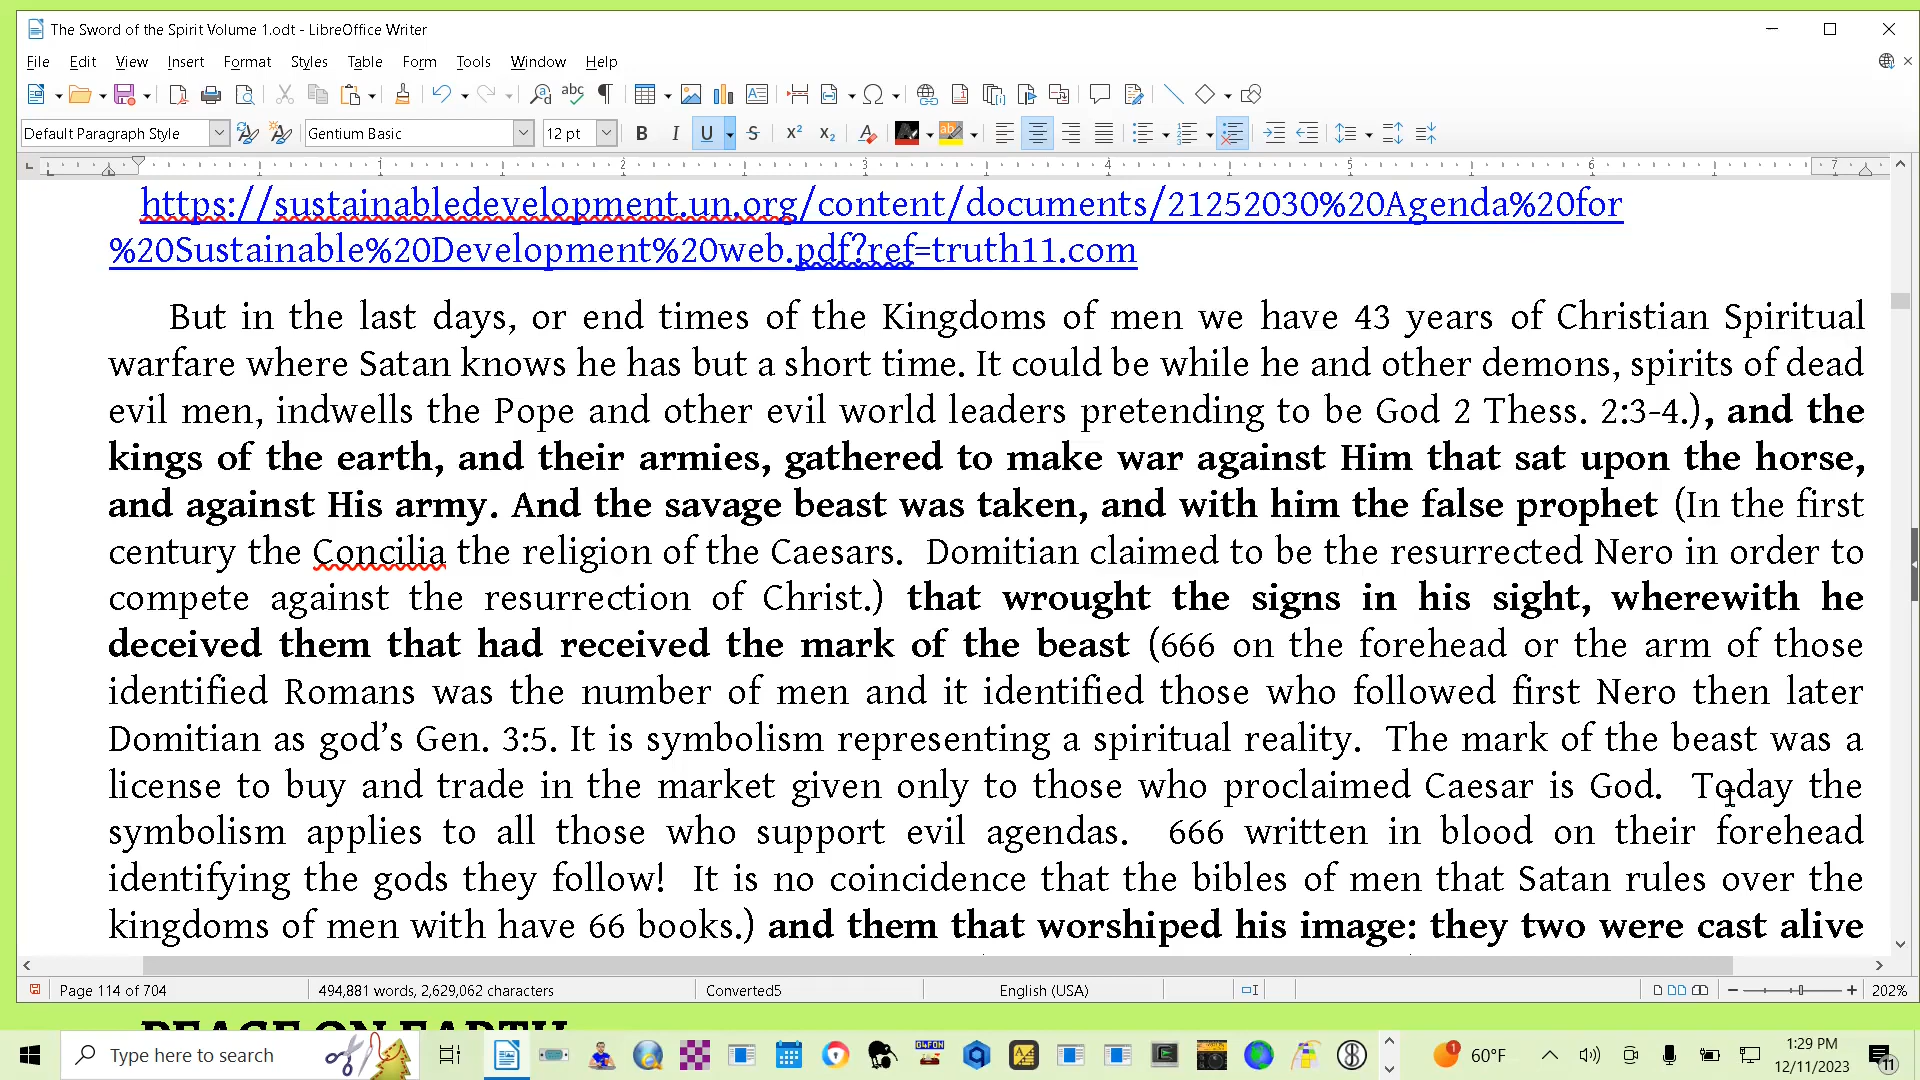 The Sword of the Spirit Volume 1.odt - LibreOffice Writer
File Edit View Insert Format Styles Table Form Tools Window Help
Default Paragraph Style Gentium Basic 12 pt
1 2 3 4 5 6 7
https://sustainabledevelopment.un.org/content/documents/21252030%20Agenda%20for
%20Sustainable%20Development%20web.pdf?ref=truth11.com
But in the last days, or end times of the Kingdoms of men we have 43 years of Christian Spiritual
warfare where Satan knows he has but a short time. It could be while he and other demons, spirits of dead
evil men, indwells the Pope and other evil world leaders pretending to be God 2 Thess. 2:3-4.), and the
kings of the earth, and their armies, gathered to make war against Him that sat upon the horse,
and against His army. And the savage beast was taken, and with him the false prophet (In the first
century the Concilia the religion of the Caesars.  Domitian claimed to be the resurrected Nero in order to
compete against the resurrection of Christ.) that wrought the signs in his sight, wherewith he
deceived them that had received the mark of the beast (666 on the forehead or the arm of those
identified Romans was the number of men and it identified those who followed first Nero then later
Domitian as god’s Gen. 3:5. It is symbolism representing a spiritual reality.  The mark of the beast was a
license to buy and trade in the market given only to those who proclaimed Caesar is God.  Today the
symbolism applies to all those who support evil agendas.  666 written in blood on their forehead
identifying the gods they follow!  It is no coincidence that the bibles of men that Satan rules over the
kingdoms of men with have 66 books.) and them that worshiped his image: they two were cast alive
Page 114 of 704 494,881 words, 2,629,062 characters Converted5 English (USA) 202%
PEACE ON EARTH
Type here to search 60°F 1:29 PM
12/11/2023 11